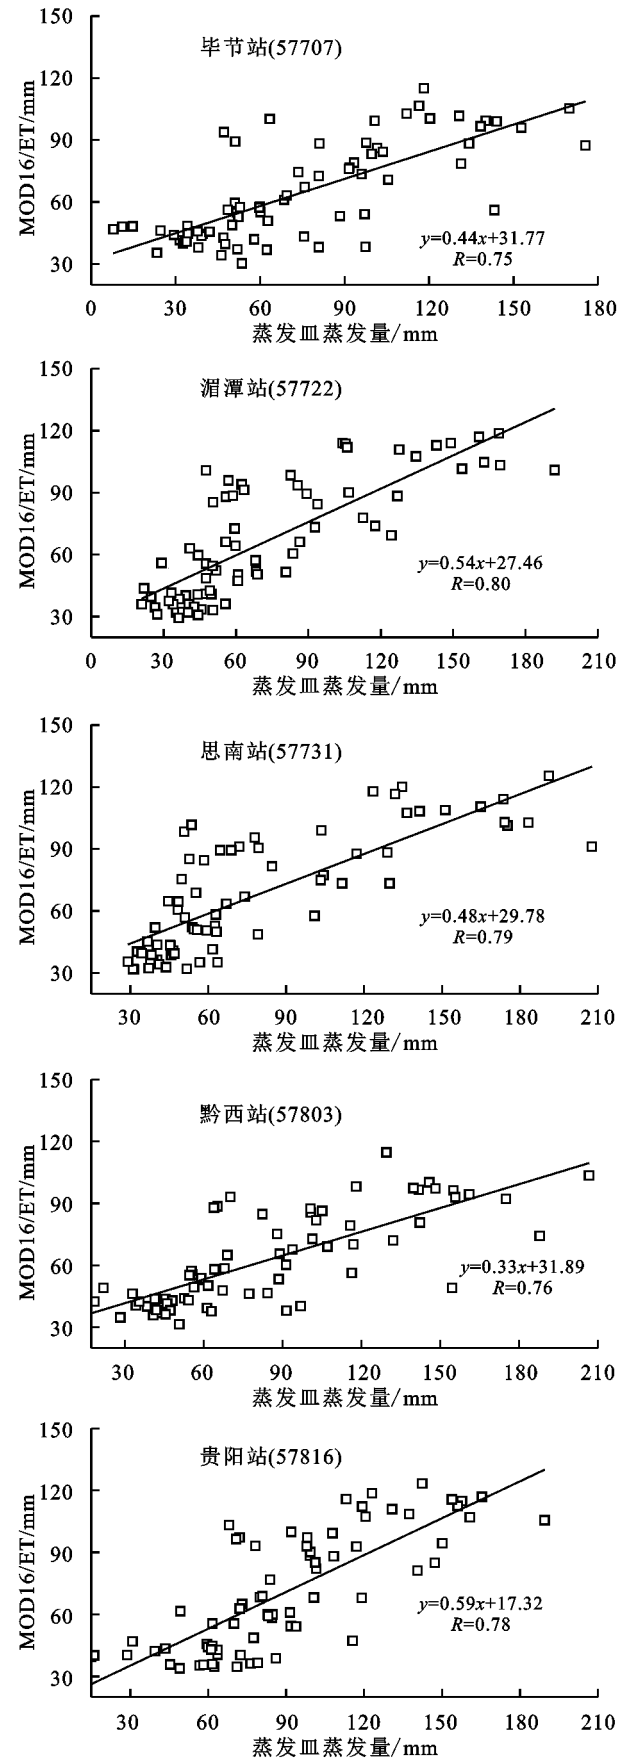 毕节站(57707)
150
120
90
60
30
MOD16/ET/mm
y=0.44x+31.77
R=0.75
0 30 60 90 120 150 180
蒸发皿蒸发量/mm
湄潭站(57722)
150
120
90
60
30
MOD16/ET/mm
y=0.54x+27.46
R=0.80
0 30 60 90 120 150 180 210
蒸发皿蒸发量/mm
思南站(57731)
150
120
90
60
30
MOD16/ET/mm
y=0.48x+29.78
R=0.79
30 60 90 120 150 180 210
蒸发皿蒸发量/mm
黔西站(57803)
150
120
90
60
30
MOD16/ET/mm
y=0.33x+31.89
R=0.76
30 60 90 120 150 180 210
蒸发皿蒸发量/mm
贵阳站(57816)
150
120
90
60
30
MOD16/ET/mm
y=0.59x+17.32
R=0.78
30 60 90 120 150 180 210
蒸发皿蒸发量/mm